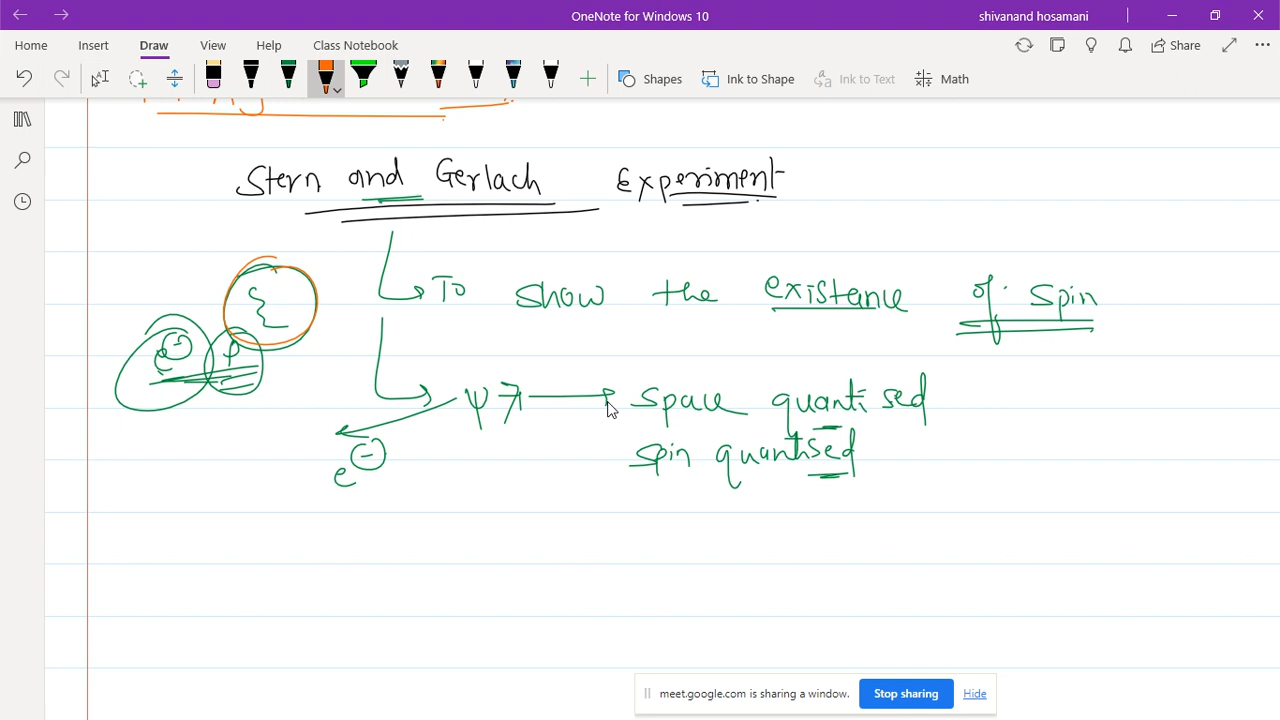 OneNote for Windows 10
shivanand hosamani
Home Insert Draw View Help Class Notebook
Share
Shapes Ink to Shape Ink to Text Math
Stern and Gerlach Experiment
To show the existance of spin
e⊖ p
ψ → space quantised
spin quantised
e⊖
meet.google.com is sharing a window. Stop sharing Hide